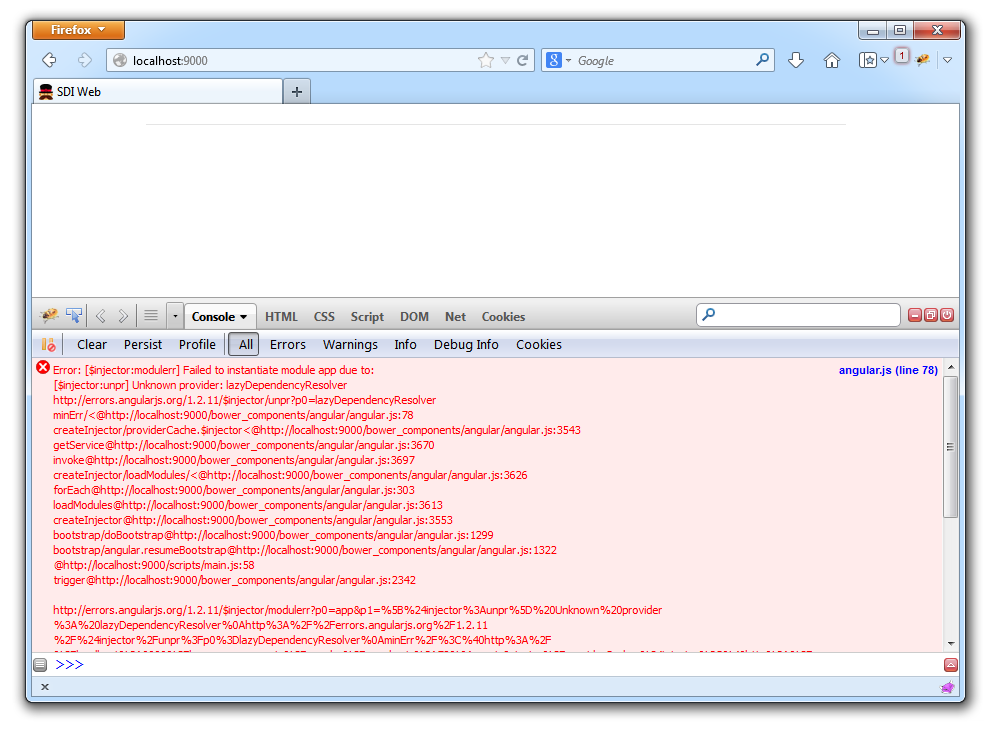 Firefox
localhost:9000
Google
1
SDI Web
Console HTML CSS Script DOM Net Cookies
Clear Persist Profile All Errors Warnings Info Debug Info Cookies
Error: [$injector:modulerr] Failed to instantiate module app due to:
angular.js (line 78)
[$injector:unpr] Unknown provider: lazyDependencyResolver
http://errors.angularjs.org/1.2.11/$injector/unpr?p0=lazyDependencyResolver
minErr/<@http://localhost:9000/bower_components/angular/angular.js:78
createInjector/providerCache.$injector<@http://localhost:9000/bower_components/angular/angular.js:3543
getService@http://localhost:9000/bower_components/angular/angular.js:3670
invoke@http://localhost:9000/bower_components/angular/angular.js:3697
createInjector/loadModules/<@http://localhost:9000/bower_components/angular/angular.js:3626
forEach@http://localhost:9000/bower_components/angular/angular.js:303
loadModules@http://localhost:9000/bower_components/angular/angular.js:3613
createInjector@http://localhost:9000/bower_components/angular/angular.js:3553
bootstrap/doBootstrap@http://localhost:9000/bower_components/angular/angular.js:1299
bootstrap/angular.resumeBootstrap@http://localhost:9000/bower_components/angular/angular.js:1322
@http://localhost:9000/scripts/main.js:58
trigger@http://localhost:9000/bower_components/angular/angular.js:2342
http://errors.angularjs.org/1.2.11/$injector/modulerr?p0=app&p1=%5B%24injector%3Aunpr%5D%20Unknown%20provider
%3A%20lazyDependencyResolver%0Ahttp%3A%2F%2Ferrors.angularjs.org%2F1.2.11
%2F%24injector%2Funpr%3Fp0%3DlazyDependencyResolver%0AminErr%2F%3C%40http%3A%2F
>>>